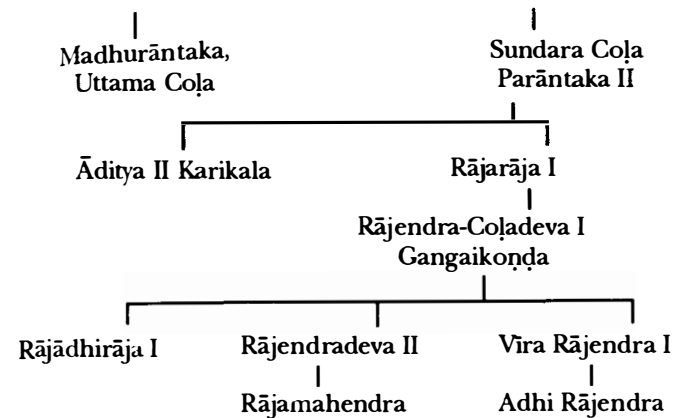 Madhurāntaka,
Uttama Coḷa
Sundara Coḷa
Parāntaka II
Āditya II Karikala
Rājarāja I
Rājendra-Coḷadeva I
Gangaikoṇḍa
Rājādhirāja I
Rājendradeva II
Vīra Rājendra I
Rājamahendra
Adhi Rājendra